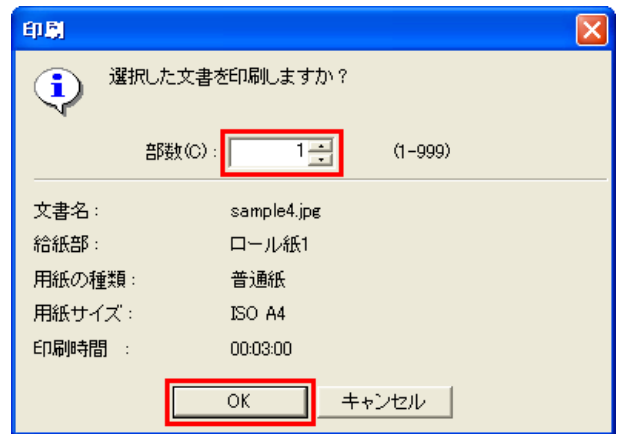 印刷
選択した文書を印刷しますか？
部数(C): 1 (1-999)
文書名: sample4.jpg
給紙部: ロール紙1
用紙の種類: 普通紙
用紙サイズ: ISO A4
印刷時間 : 00:03:00
OK キャンセル